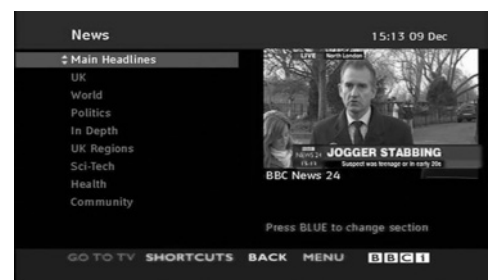 News
15:13 09 Dec
Main Headlines
UK
World
Politics
In Depth
UK Regions
Sci-Tech
Health
Community
LIVE North London
NEWS 24 JOGGER STABBING
15:13 Suspect was teenage or in early 20s
BBC News 24
Press BLUE to change section
GO TO TV SHORTCUTS BACK MENU BBC 1